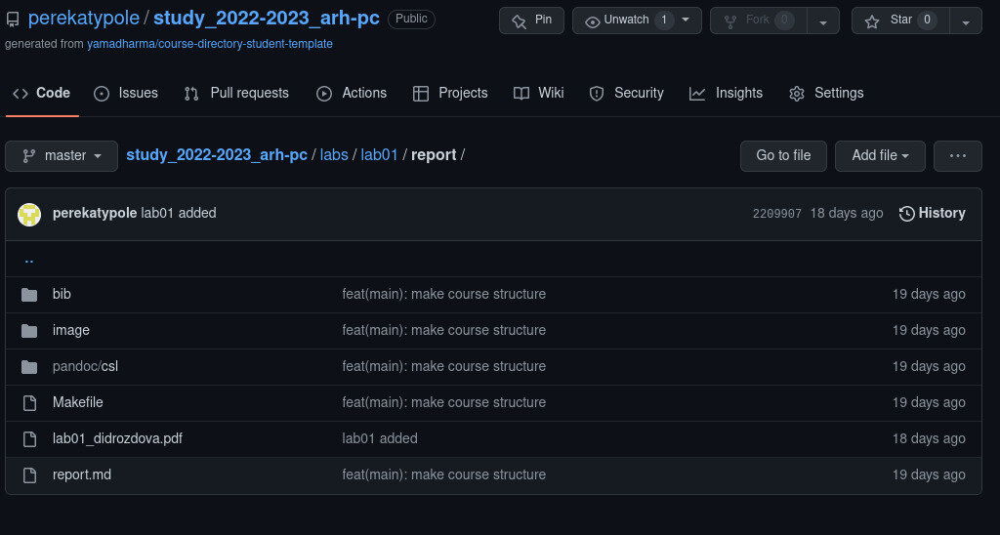 perekatypole / study_2022-2023_arh-pc Public Pin Unwatch 1 Fork 0 Star 0
generated from yamadharma/course-directory-student-template
Code Issues Pull requests Actions Projects Wiki Security Insights Settings
master study_2022-2023_arh-pc / labs / lab01 / report / Go to file Add file ...
perekatypole lab01 added 2209907 18 days ago History
..
bib feat(main): make course structure 19 days ago
image feat(main): make course structure 19 days ago
pandoc/csl feat(main): make course structure 19 days ago
Makefile feat(main): make course structure 19 days ago
lab01_didrozdova.pdf lab01 added 18 days ago
report.md feat(main): make course structure 19 days ago